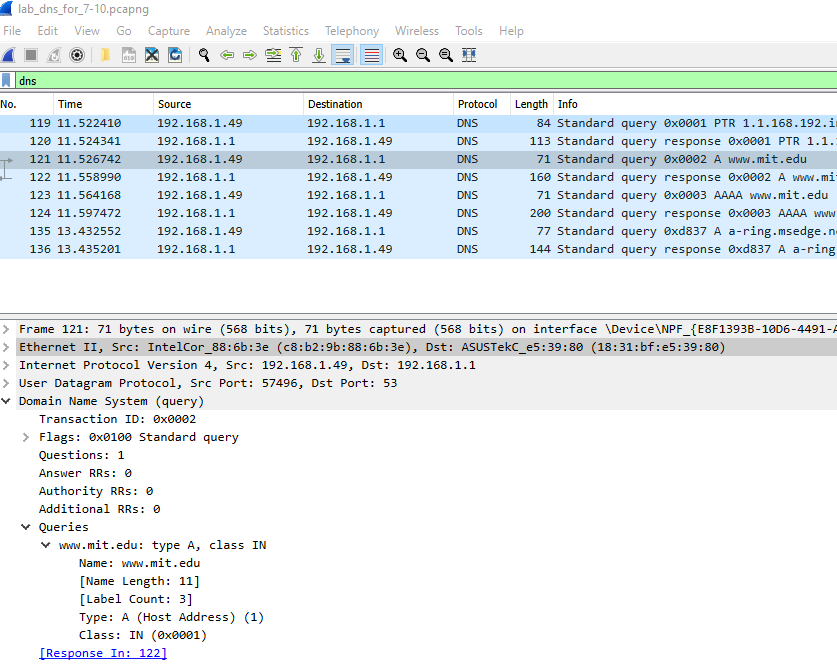 lab_dns_for_7-10.pcapng
File Edit View Go Capture Analyze Statistics Telephony Wireless Tools Help
dns
No. Time Source Destination Protocol Length Info
119 11.522410 192.168.1.49 192.168.1.1 DNS 84 Standard query 0x0001 PTR 1.1.168.192.i
120 11.524341 192.168.1.1 192.168.1.49 DNS 113 Standard query response 0x0001 PTR 1.1.
121 11.526742 192.168.1.49 192.168.1.1 DNS 71 Standard query 0x0002 A www.mit.edu
122 11.558990 192.168.1.1 192.168.1.49 DNS 160 Standard query response 0x0002 A www.mi
123 11.564168 192.168.1.49 192.168.1.1 DNS 71 Standard query 0x0003 AAAA www.mit.edu
124 11.597472 192.168.1.1 192.168.1.49 DNS 200 Standard query response 0x0003 AAAA www
135 13.432552 192.168.1.49 192.168.1.1 DNS 77 Standard query 0xd837 A a-ring.msedge.n
136 13.435201 192.168.1.1 192.168.1.49 DNS 144 Standard query response 0xd837 A a-ring
Frame 121: 71 bytes on wire (568 bits), 71 bytes captured (568 bits) on interface \Device\NPF_{E8F1393B-10D6-4491-A
Ethernet II, Src: IntelCor_88:6b:3e (c8:b2:9b:88:6b:3e), Dst: ASUSTekC_e5:39:80 (18:31:bf:e5:39:80)
Internet Protocol Version 4, Src: 192.168.1.49, Dst: 192.168.1.1
User Datagram Protocol, Src Port: 57496, Dst Port: 53
Domain Name System (query)
Transaction ID: 0x0002
Flags: 0x0100 Standard query
Questions: 1
Answer RRs: 0
Authority RRs: 0
Additional RRs: 0
Queries
www.mit.edu: type A, class IN
Name: www.mit.edu
[Name Length: 11]
[Label Count: 3]
Type: A (Host Address) (1)
Class: IN (0x0001)
[Response In: 122]